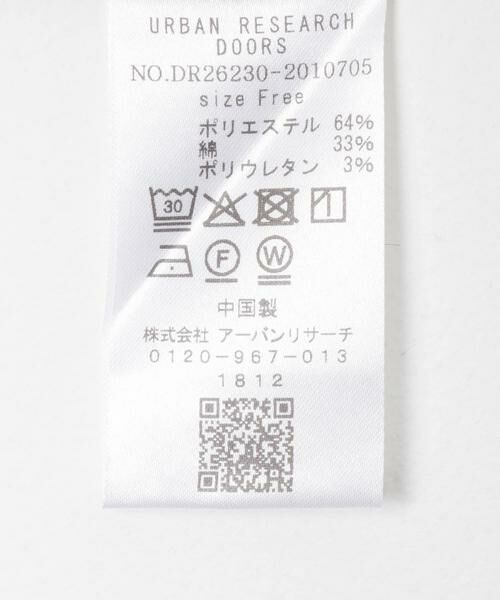 URBAN RESEARCH
DOORS
NO.DR26230-2010705
size Free
ポリエステル 64%
綿 33%
ポリウレタン 3%
30
F W
中国製
株式会社 アーバンリサーチ
0120-967-013
1812